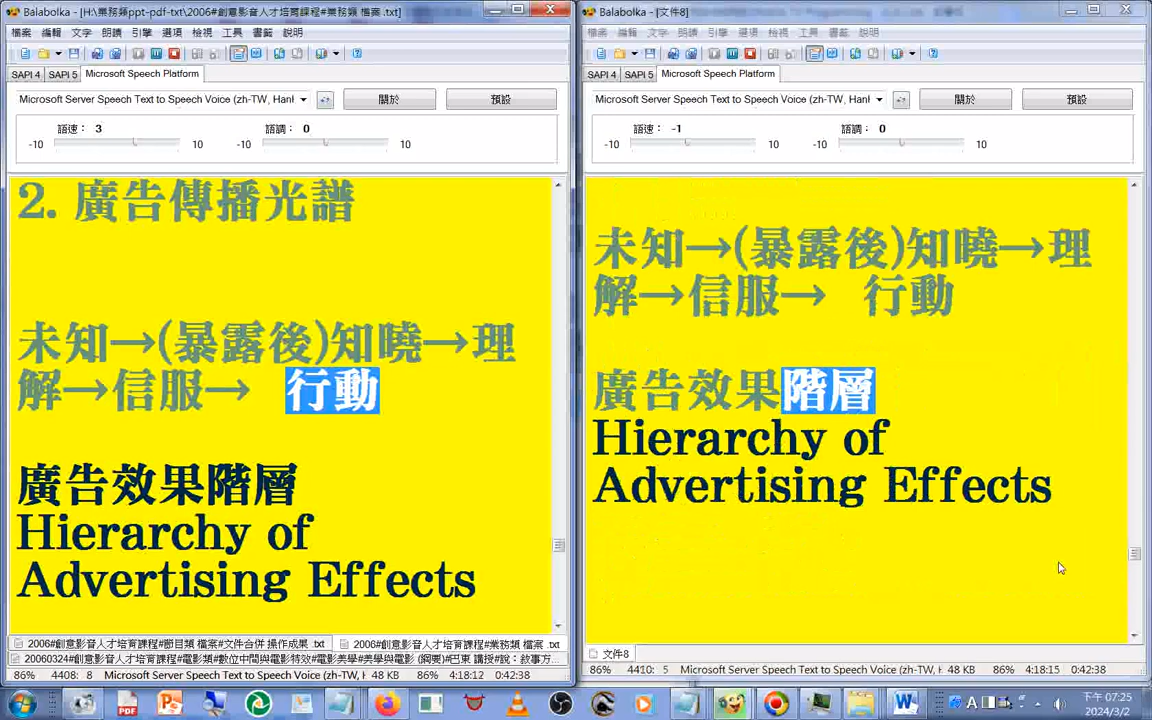 Balabolka - [H:\業務類ppt-pdf-txt\2006#創意影音人才培育課程#業務類 檔案 .txt]
檔案 編輯 文字 朗讀 引擎 選項 檢視 工具 書籤 說明
SAPI 4 SAPI 5 Microsoft Speech Platform
Microsoft Server Speech Text to Speech Voice (zh-TW, Hanl
關於
預設
語速： 3
語調： 0
-10 10 -10 10
2. 廣告傳播光譜
未知→(暴露後)知曉→理
解→信服→ 行動
廣告效果階層
Hierarchy of
Advertising Effects
2006#創意影音人才培育課程#節目類 檔案#文件合併 操作成果 .txt
2006#創意影音人才培育課程#業務類 檔案 .txt
20060324#創意影音人才培育課程#電影類#數位中間與電影特效#電影美學#美學與電影 (綱要)#巴東 講授#說：敘事方...
86% 4408: 8 Microsoft Server Speech Text to Speech Voice (zh-TW, Ha 48 KB 86% 4:18:12 0:42:38
Balabolka - [文件8]
檔案 編輯 文字 朗讀 引擎 選項 檢視 工具 書籤 說明
SAPI 4 SAPI 5 Microsoft Speech Platform
Microsoft Server Speech Text to Speech Voice (zh-TW, Hanl
關於
預設
語速： -1
語調： 0
-10 10 -10 10
未知→(暴露後)知曉→理
解→信服→ 行動
廣告效果階層
Hierarchy of
Advertising Effects
文件8
86% 4410: 5 Microsoft Server Speech Text to Speech Voice (zh-TW, Ha 48 KB 86% 4:18:15 0:42:38
下午 07:25
2024/3/2